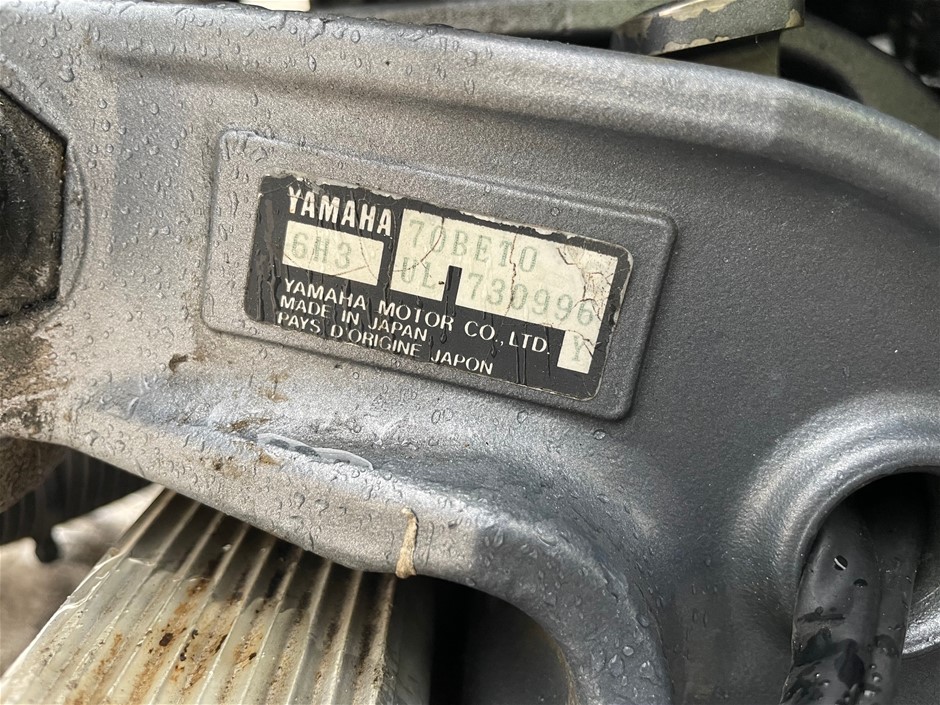 YAMAHA
70BETO
6H3
UL 730996
YAMAHA MOTOR CO., LTD.
MADE IN JAPAN
PAYS D'ORIGINE JAPON
Y